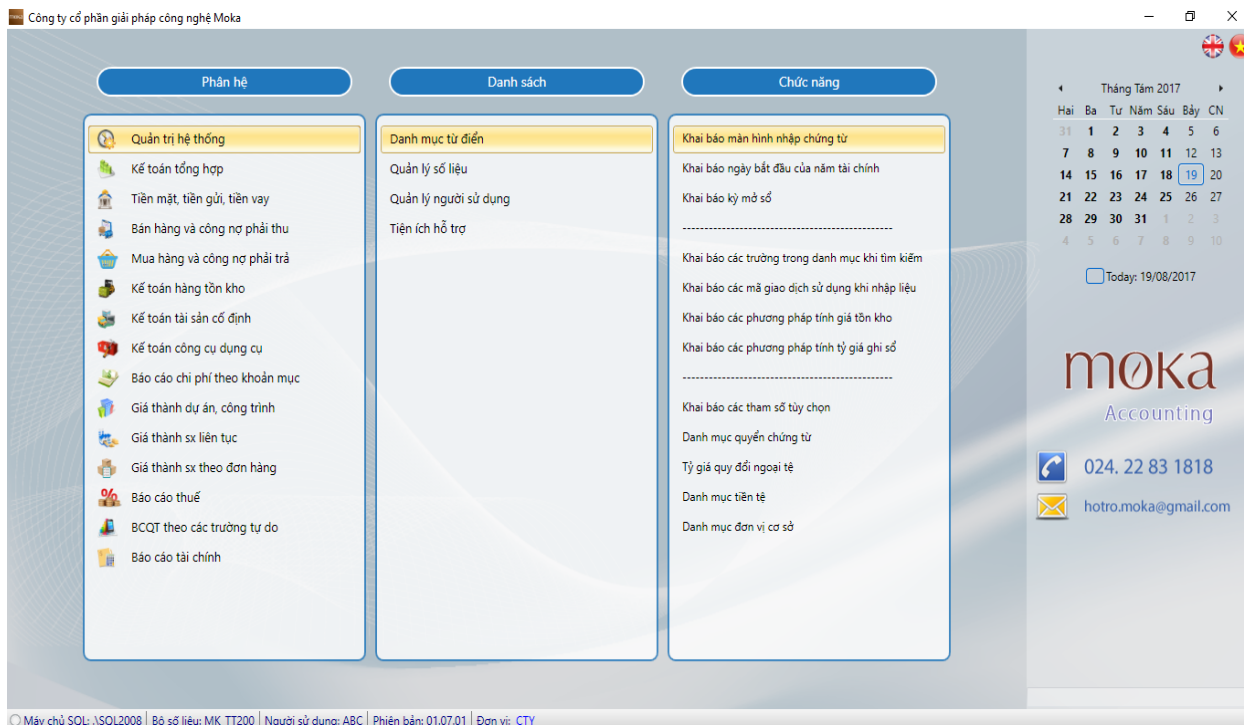 Công ty cổ phần giải pháp công nghệ Moka
Phân hệ
Quản trị hệ thống
Kế toán tổng hợp
Tiền mặt, tiền gửi, tiền vay
Bán hàng và công nợ phải thu
Mua hàng và công nợ phải trả
Kế toán hàng tồn kho
Kế toán tài sản cố định
Kế toán công cụ dụng cụ
Báo cáo chi phí theo khoản mục
Giá thành dự án, công trình
Giá thành sx liên tục
Giá thành sx theo đơn hàng
Báo cáo thuế
BCQT theo các trường tự do
Báo cáo tài chính
Danh sách
Danh mục từ điển
Quản lý số liệu
Quản lý người sử dụng
Tiện ích hỗ trợ
Chức năng
Khai báo màn hình nhập chứng từ
Khai báo ngày bắt đầu của năm tài chính
Khai báo kỳ mở sổ
------------------------------------------------
Khai báo các trường trong danh mục khi tìm kiếm
Khai báo các mã giao dịch sử dụng khi nhập liệu
Khai báo các phương pháp tính giá tồn kho
Khai báo các phương pháp tính tỷ giá ghi sổ
------------------------------------------------
Khai báo các tham số tùy chọn
Danh mục quyển chứng từ
Tỷ giá quy đổi ngoại tệ
Danh mục tiền tệ
Danh mục đơn vị cơ sở
Tháng Tám 2017
Hai Ba Tư Năm Sáu Bảy CN
31 1 2 3 4 5 6
7 8 9 10 11 12 13
14 15 16 17 18 19 20
21 22 23 24 25 26 27
28 29 30 31 1 2 3
4 5 6 7 8 9 10
Today: 19/08/2017
moka
Accounting
024. 22 83 1818
hotro.moka@gmail.com
Máy chủ SQL: .\SQL2008 Bộ số liệu: MK_TT200 Người sử dụng: ABC Phiên bản: 01.07.01 Đơn vị: CTY